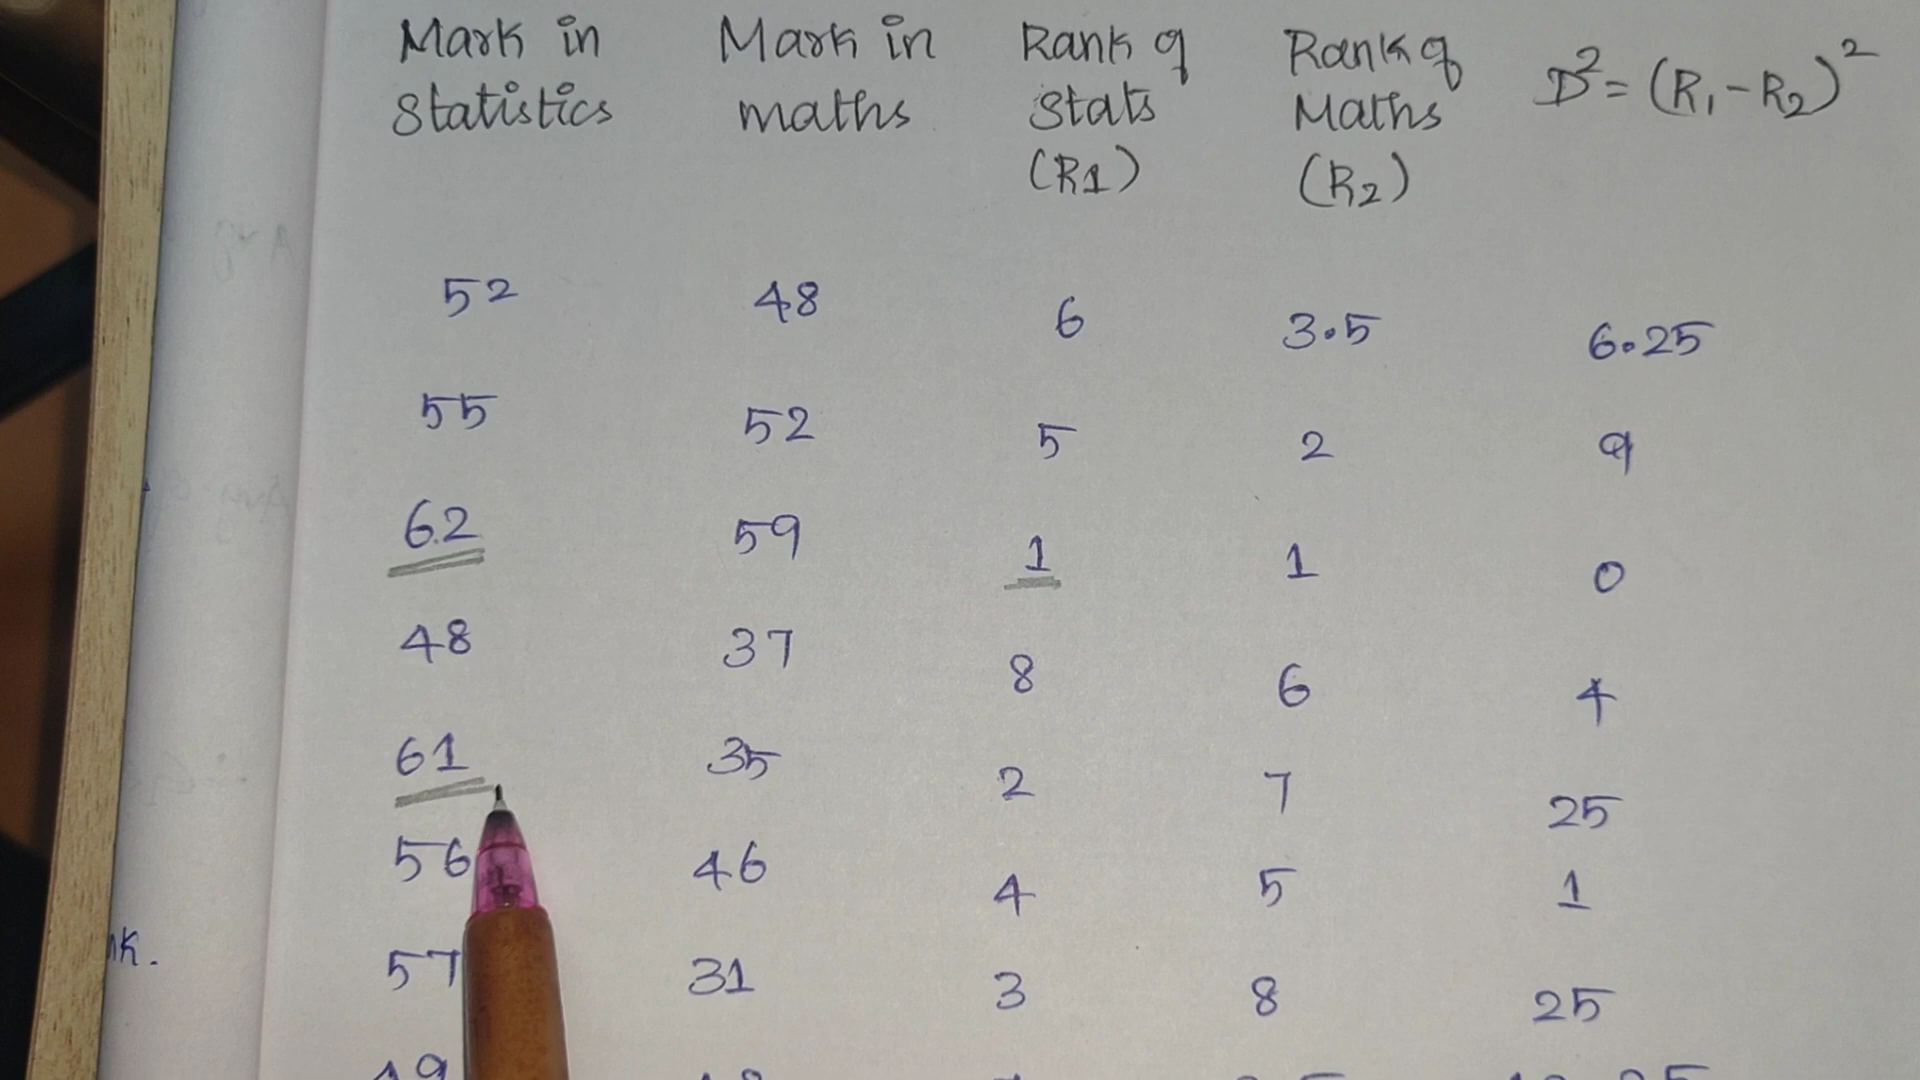 Mark in Mark in Rank of Rank of D² = (R₁ - R₂)²
Statistics maths Stats Maths
(R1) (R2)
52 48 6 3.5 6.25
55 52 5 2 9
62 59 1 1 0
48 37 8 6 4
61 35 2 7 25
56 46 4 5 1
57 31 3 8 25